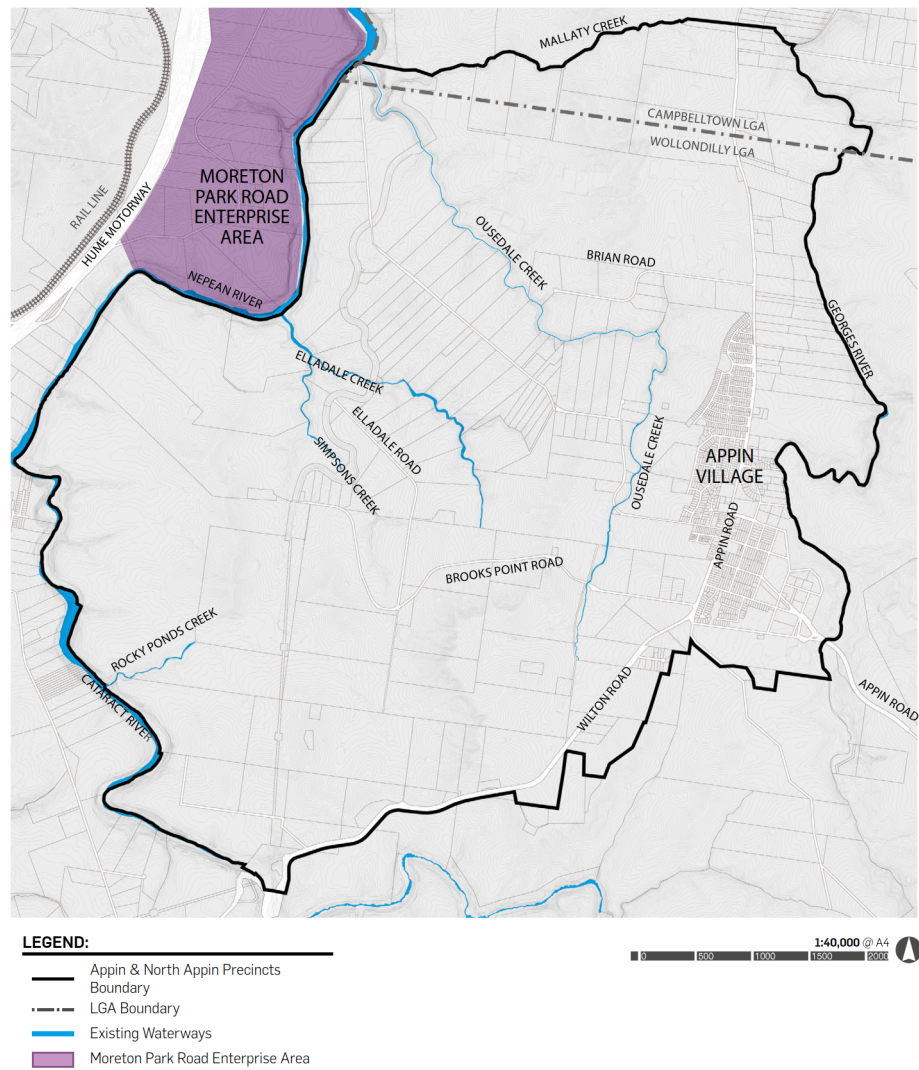 MALLATY CREEK
CAMPBELLTOWN LGA
WOLLONDILLY LGA
MORETON
PARK ROAD
ENTERPRISE
AREA
RAIL LINE
HUME MOTORWAY
NEPEAN RIVER
OUSEDALE CREEK
BRIAN ROAD
GEORGES RIVER
ELLADALE CREEK
ELLADALE ROAD
SIMPSONS CREEK
OUSEDALE CREEK
APPIN
VILLAGE
APPIN ROAD
BROOKS POINT ROAD
ROCKY PONDS CREEK
CATARACT RIVER
WILTON ROAD
APPIN ROAD
LEGEND:
Appin & North Appin Precincts
Boundary
LGA Boundary
Existing Waterways
Moreton Park Road Enterprise Area
1:40,000 @ A4
0 500 1000 1500 2000